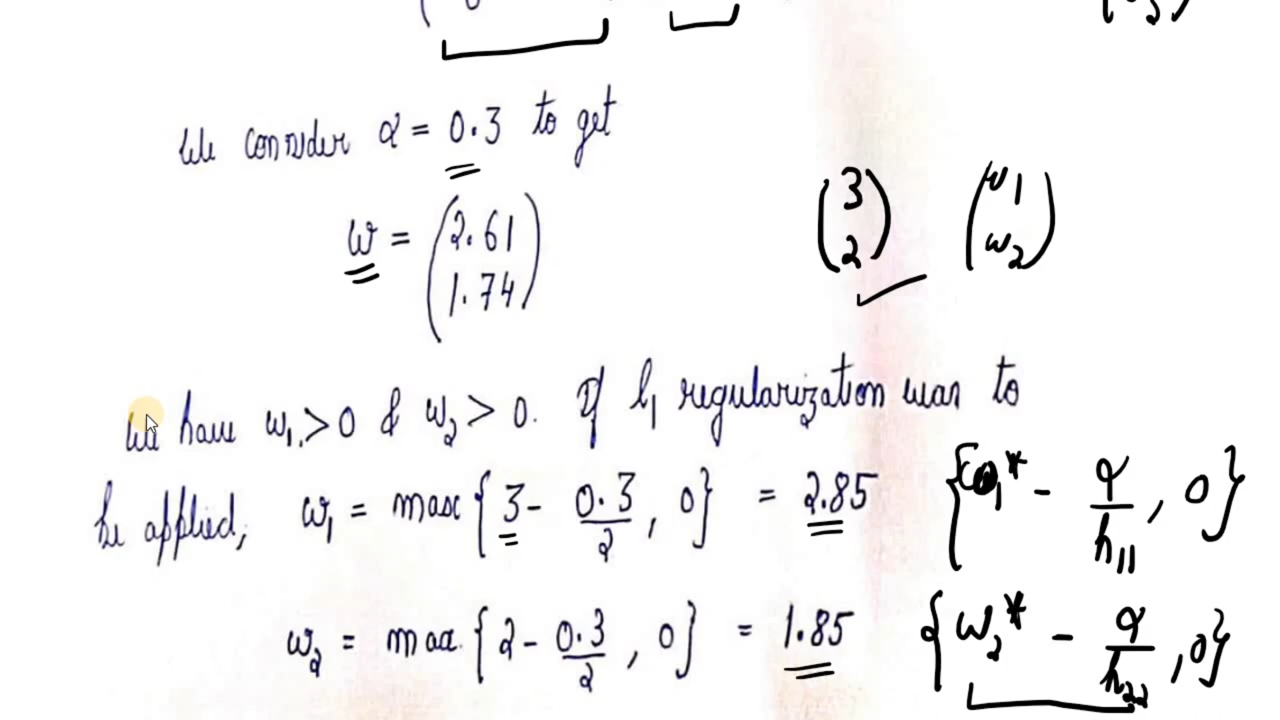 We consider α = 0.3 to get
w = (2.61
1.74)
(3
2)
(w1
w2)
We have w₁ > 0 & w₂ > 0. If l₁ regularization was to
be applied, w₁ = max {3 - 0.3/2, 0} = 2.85
{ω₁* - α/h₁₁, 0}
w₂ = max. {2 - 0.3/2, 0} = 1.85
{w₂* - α/h₂₂, 0}